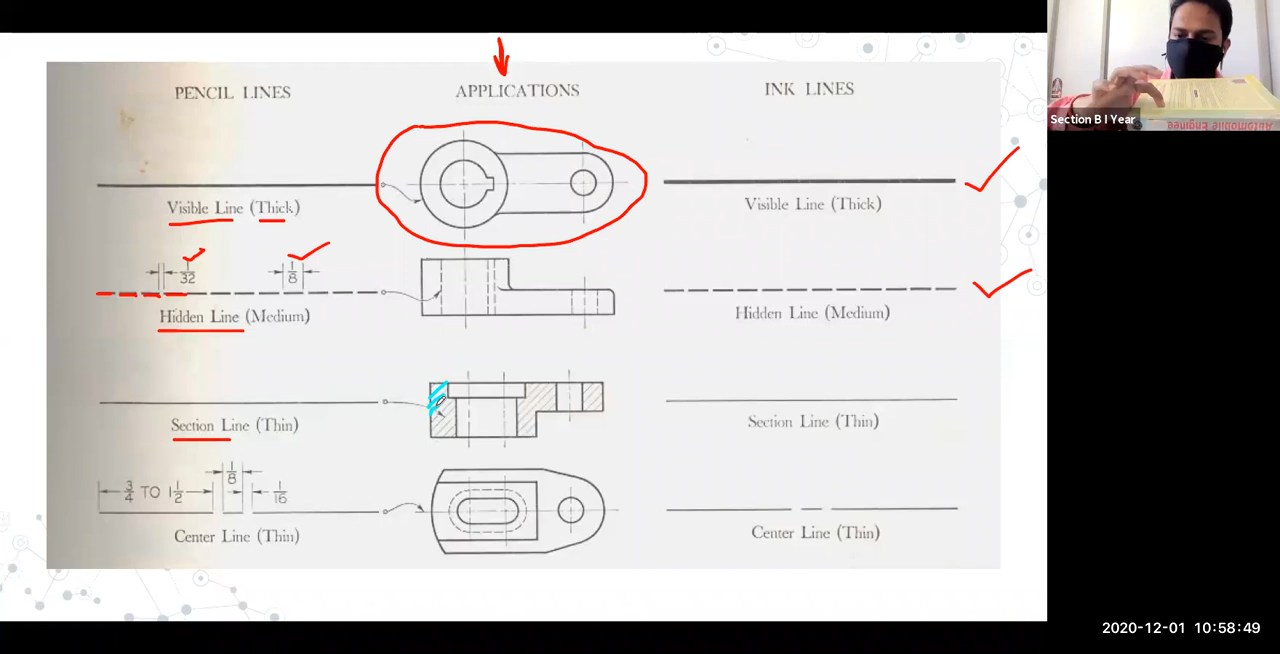 PENCIL LINES
APPLICATIONS
INK LINES
Visible Line (Thick)
Visible Line (Thick)
1/32
1/8
Hidden Line (Medium)
Hidden Line (Medium)
Section Line (Thin)
Section Line (Thin)
3/4 TO 1 1/2
1/8
1/16
Center Line (Thin)
Center Line (Thin)
Section B I Year
2020-12-01 10:58:49